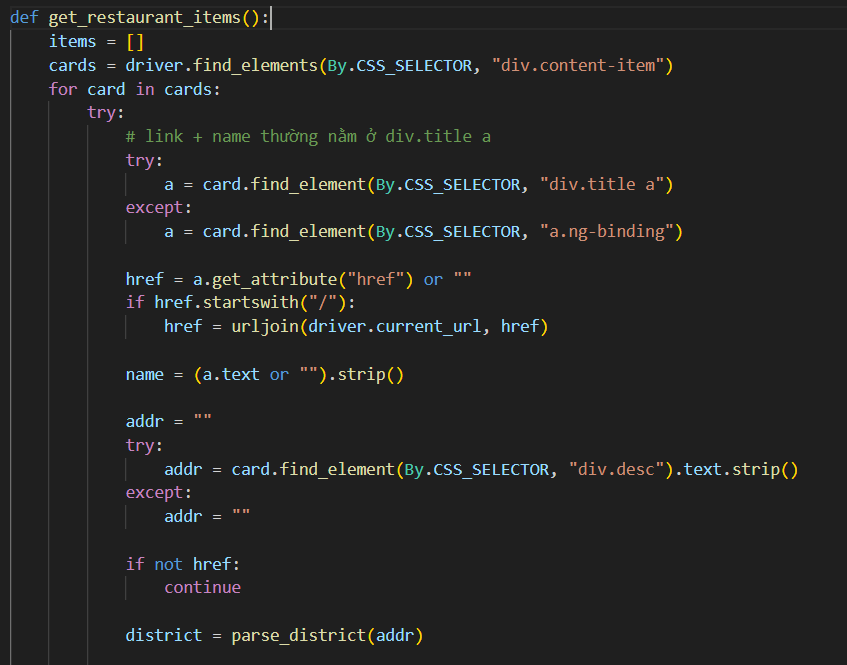 def get_restaurant_items():
    items = []
    cards = driver.find_elements(By.CSS_SELECTOR, "div.content-item")
    for card in cards:
        try:
            # link + name thường nằm ở div.title a
            try:
                a = card.find_element(By.CSS_SELECTOR, "div.title a")
            except:
                a = card.find_element(By.CSS_SELECTOR, "a.ng-binding")

            href = a.get_attribute("href") or ""
            if href.startswith("/"):
                href = urljoin(driver.current_url, href)

            name = (a.text or "").strip()

            addr = ""
            try:
                addr = card.find_element(By.CSS_SELECTOR, "div.desc").text.strip()
            except:
                addr = ""

            if not href:
                continue

            district = parse_district(addr)